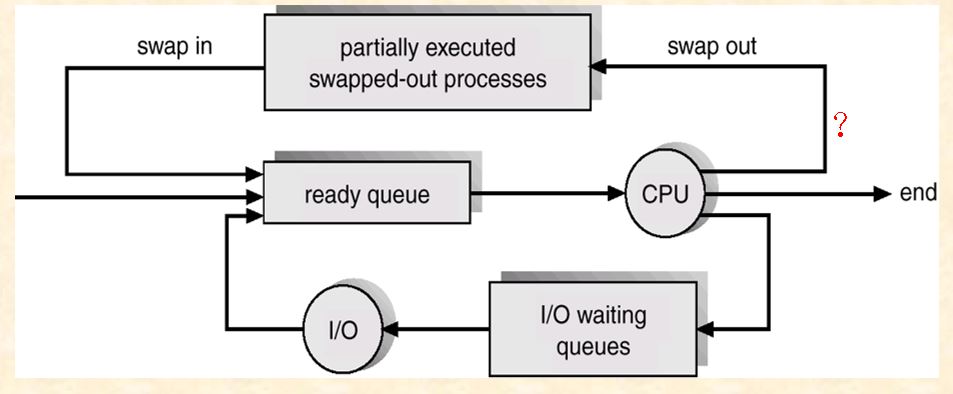 swap in
partially executed
swapped-out processes
swap out
?
ready queue
CPU
end
I/O
I/O waiting
queues